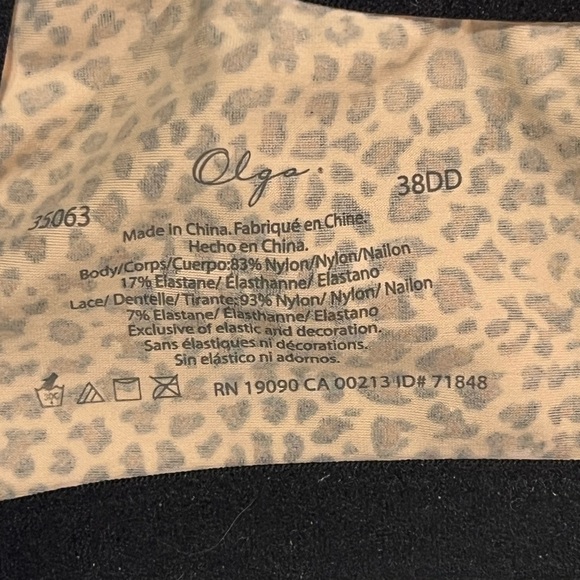 Olga.
38DD
35063
Made in China. Fabriqué en Chine.
Hecho en China.
Body/Corps/Cuerpo:83% Nylon/Nylon/Nailon
17% Elastane/ Élasthanne/ Elastano
Lace/ Dentelle/ Tirante: 93% Nylon/ Nylon/ Nailon
7% Elastane/ Élasthanne/ Elastano
Exclusive of elastic and decoration.
Sans élastiques ni décorations.
Sin elástico ni adornos.
RN 19090 CA 00213 ID# 71848